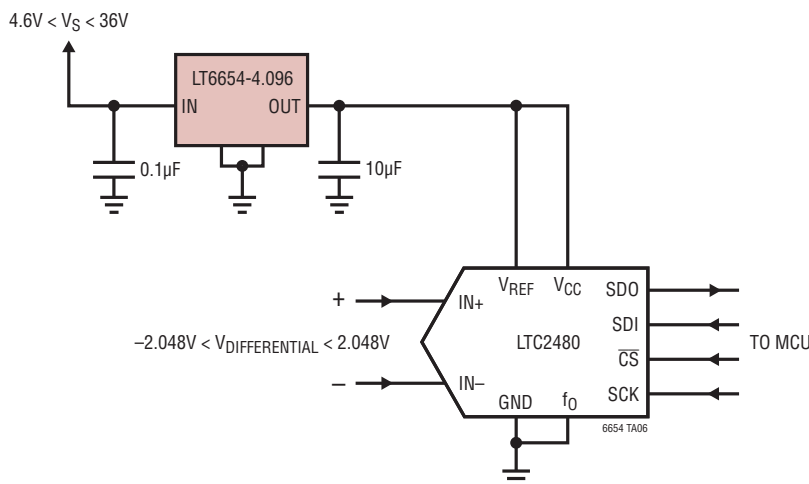 4.6V < VS < 36V
LT6654-4.096
IN OUT
0.1µF
10µF
VREF VCC SDO
+ IN+
SDI
–2.048V < VDIFFERENTIAL < 2.048V
LTC2480
TO MCU
CS
– IN–
SCK
GND fO
6654 TA06